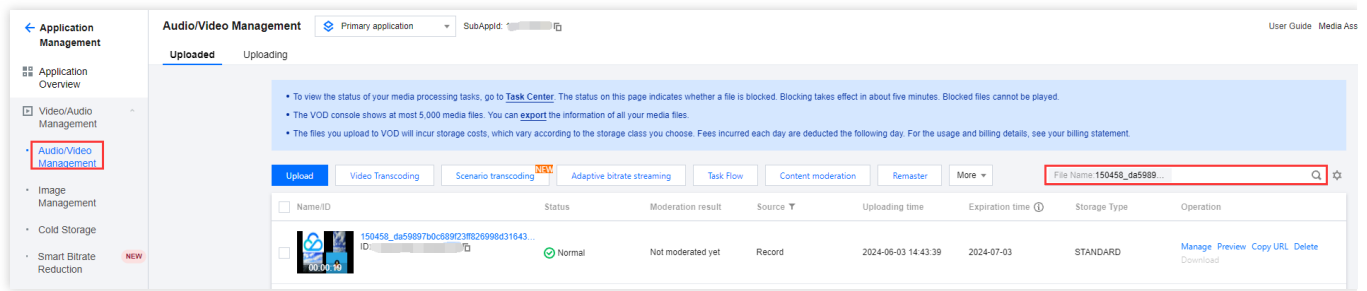 Application Management
Audio/Video Management
Primary application
SubAppId: 1
User Guide Media Ass
Uploaded
Uploading
Application Overview
Video/Audio Management
Audio/Video Management
Image Management
Cold Storage
Smart Bitrate Reduction
NEW
• To view the status of your media processing tasks, go to Task Center. The status on this page indicates whether a file is blocked. Blocking takes effect in about five minutes. Blocked files cannot be played.
• The VOD console shows at most 5,000 media files. You can export the information of all your media files.
• The files you upload to VOD will incur storage costs, which vary according to the storage class you choose. Fees incurred each day are deducted the following day. For the usage and billing details, see your billing statement.
Upload
Video Transcoding
Scenario transcoding
NEW
Adaptive bitrate streaming
Task Flow
Content moderation
Remaster
More
File Name:150458_da5989...
Name/ID
Status
Moderation result
Source
Uploading time
Expiration time
Storage Type
Operation
150458_da59897b0c689f23ff826998d31643...
ID:
00:00:19
Normal
Not moderated yet
Record
2024-06-03 14:43:39
2024-07-03
STANDARD
Manage Preview Copy URL Delete
Download